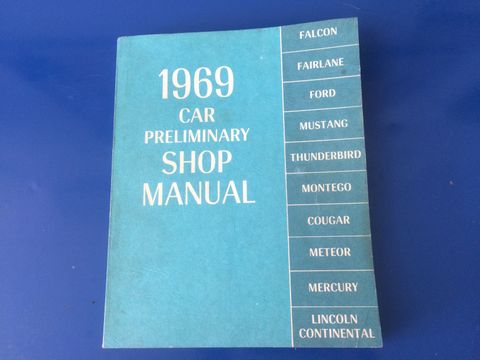 1969
CAR
PRELIMINARY
SHOP
MANUAL
FALCON
FAIRLANE
FORD
MUSTANG
THUNDERBIRD
MONTEGO
COUGAR
METEOR
MERCURY
LINCOLN
CONTINENTAL